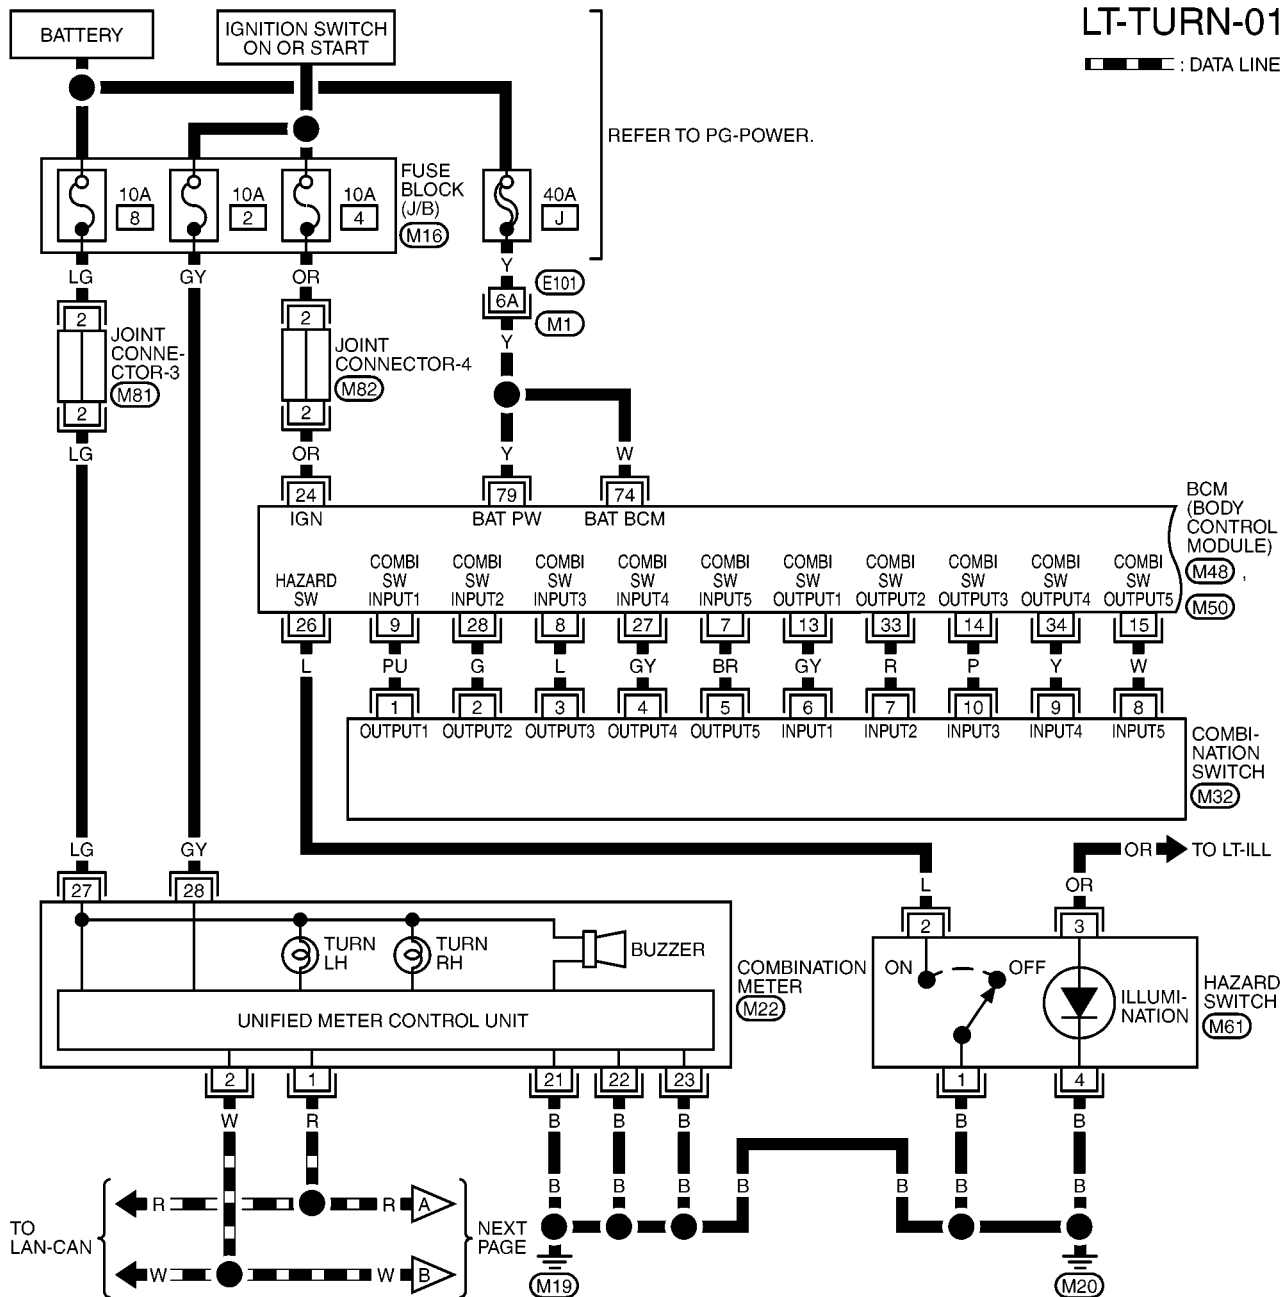 LT-TURN-01
: DATA LINE
BATTERY
IGNITION SWITCH
ON OR START
REFER TO PG-POWER.
10A
8
10A
2
10A
4
FUSE
BLOCK
(J/B)
M16
40A
J
LG
GY
OR
Y
E101
6A
M1
2
JOINT
CONNE-
CTOR-3
M81
2
2
JOINT
CONNECTOR-4
M82
2
Y
LG
OR
Y
W
24
79
74
IGN
BAT PW
BAT BCM
BCM
(BODY
CONTROL
MODULE)
M48 ,
M50
HAZARD
SW
COMBI
SW
INPUT1
COMBI
SW
INPUT2
COMBI
SW
INPUT3
COMBI
SW
INPUT4
COMBI
SW
INPUT5
COMBI
SW
OUTPUT1
COMBI
SW
OUTPUT2
COMBI
SW
OUTPUT3
COMBI
SW
OUTPUT4
COMBI
SW
OUTPUT5
26 9 28 8 27 7 13 33 14 34 15
L PU G L GY BR GY R P Y W
1 2 3 4 5 6 7 10 9 8
OUTPUT1 OUTPUT2 OUTPUT3 OUTPUT4 OUTPUT5 INPUT1 INPUT2 INPUT3 INPUT4 INPUT5
COMBI-
NATION
SWITCH
M32
LG
GY
OR
TO LT-ILL
27
28
L
OR
2
3
TURN
LH
TURN
RH
BUZZER
COMBINATION
METER
M22
UNIFIED METER CONTROL UNIT
ON
OFF
ILLUMI-
NATION
HAZARD
SWITCH
M61
2 1 21 22 23
1 4
W R B B B B B
B B B B B B B
TO
LAN-CAN
R
R
A
W
W
B
NEXT
PAGE
M19
M20